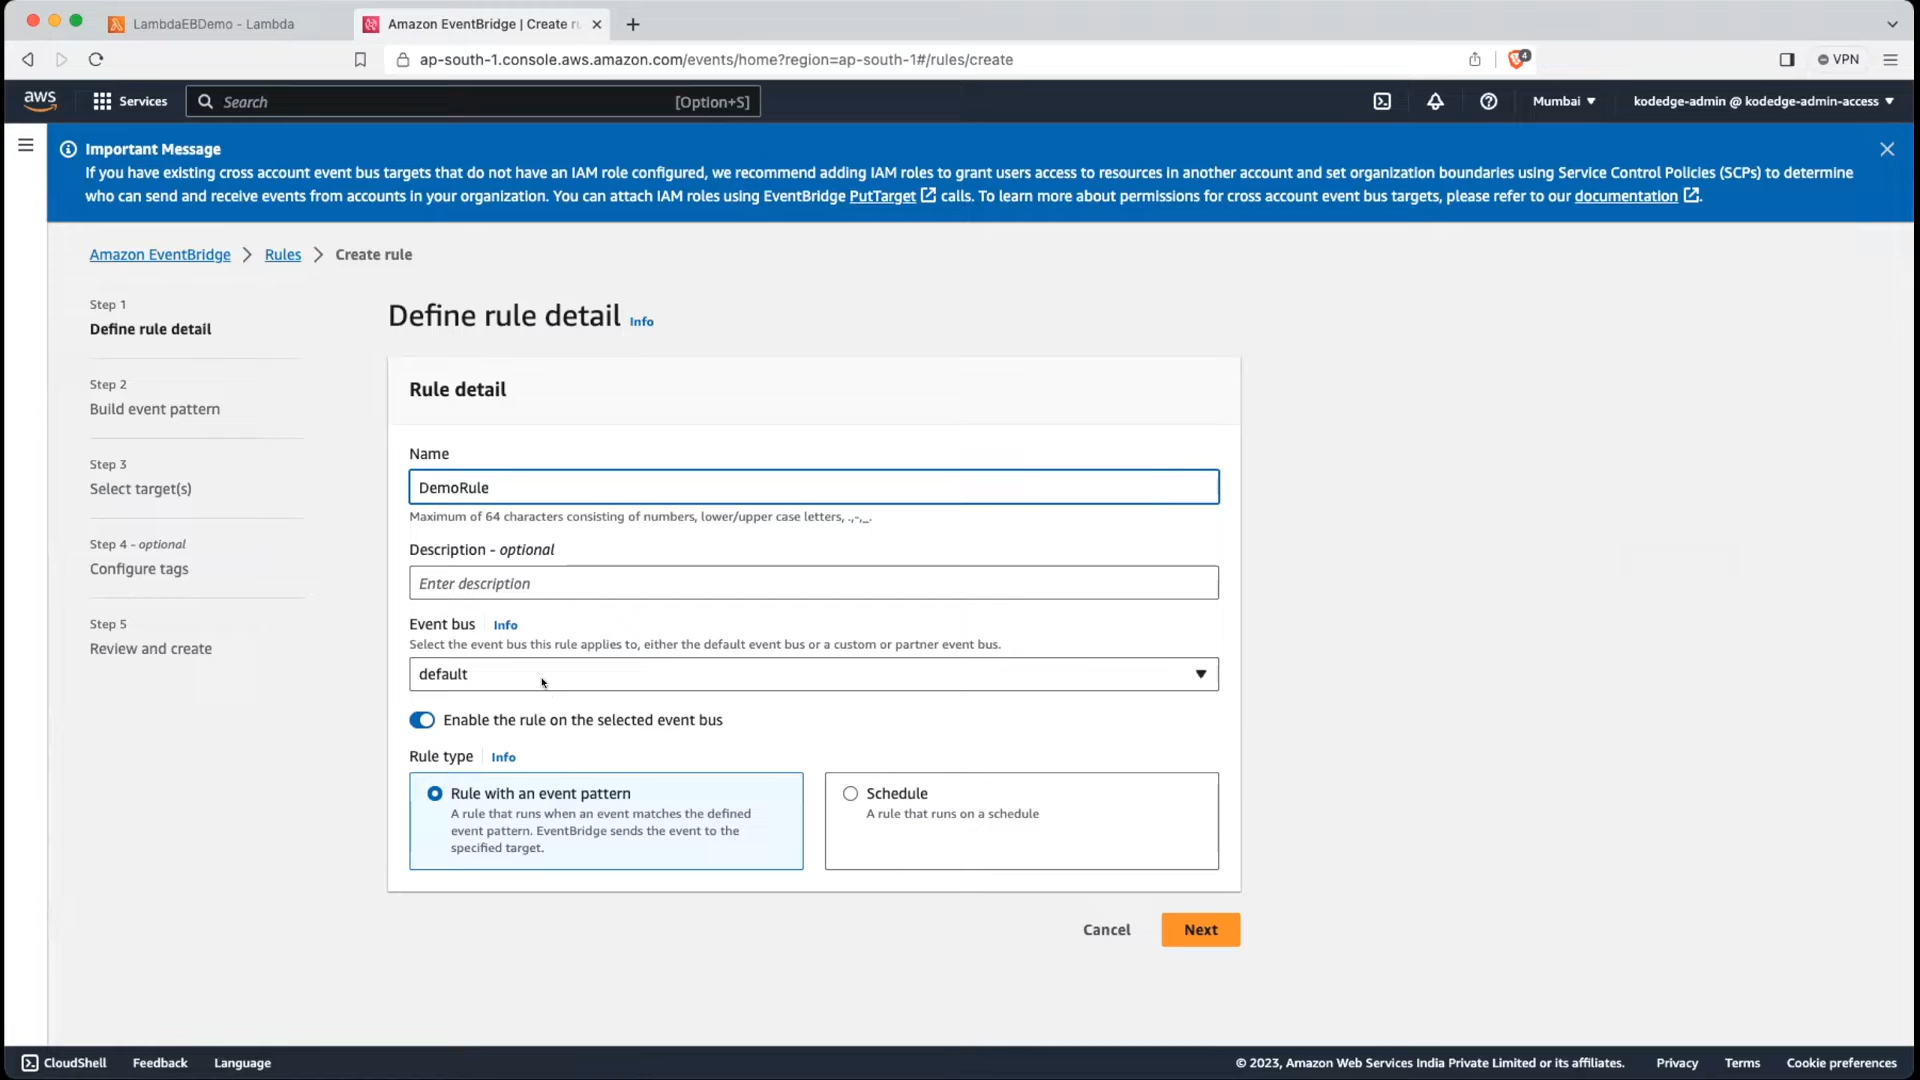 LambdaEBDemo - Lambda
Amazon EventBridge | Create ru
ap-south-1.console.aws.amazon.com/events/home?region=ap-south-1#/rules/create
4
VPN
aws
Services
Search
[Option+S]
Mumbai
kodedge-admin @ kodedge-admin-access
Important Message
If you have existing cross account event bus targets that do not have an IAM role configured, we recommend adding IAM roles to grant users access to resources in another account and set organization boundaries using Service Control Policies (SCPs) to determine
who can send and receive events from accounts in your organization. You can attach IAM roles using EventBridge PutTarget calls. To learn more about permissions for cross account event bus targets, please refer to our documentation .
Amazon EventBridge > Rules > Create rule
Step 1
Define rule detail
Step 2
Build event pattern
Step 3
Select target(s)
Step 4 - optional
Configure tags
Step 5
Review and create
Define rule detail Info
Rule detail
Name
DemoRule
Maximum of 64 characters consisting of numbers, lower/upper case letters, .,-,_.
Description - optional
Enter description
Event bus Info
Select the event bus this rule applies to, either the default event bus or a custom or partner event bus.
default
Enable the rule on the selected event bus
Rule type Info
Rule with an event pattern
A rule that runs when an event matches the defined
event pattern. EventBridge sends the event to the
specified target.
Schedule
A rule that runs on a schedule
Cancel
Next
CloudShell
Feedback
Language
© 2023, Amazon Web Services India Private Limited or its affiliates.
Privacy
Terms
Cookie preferences